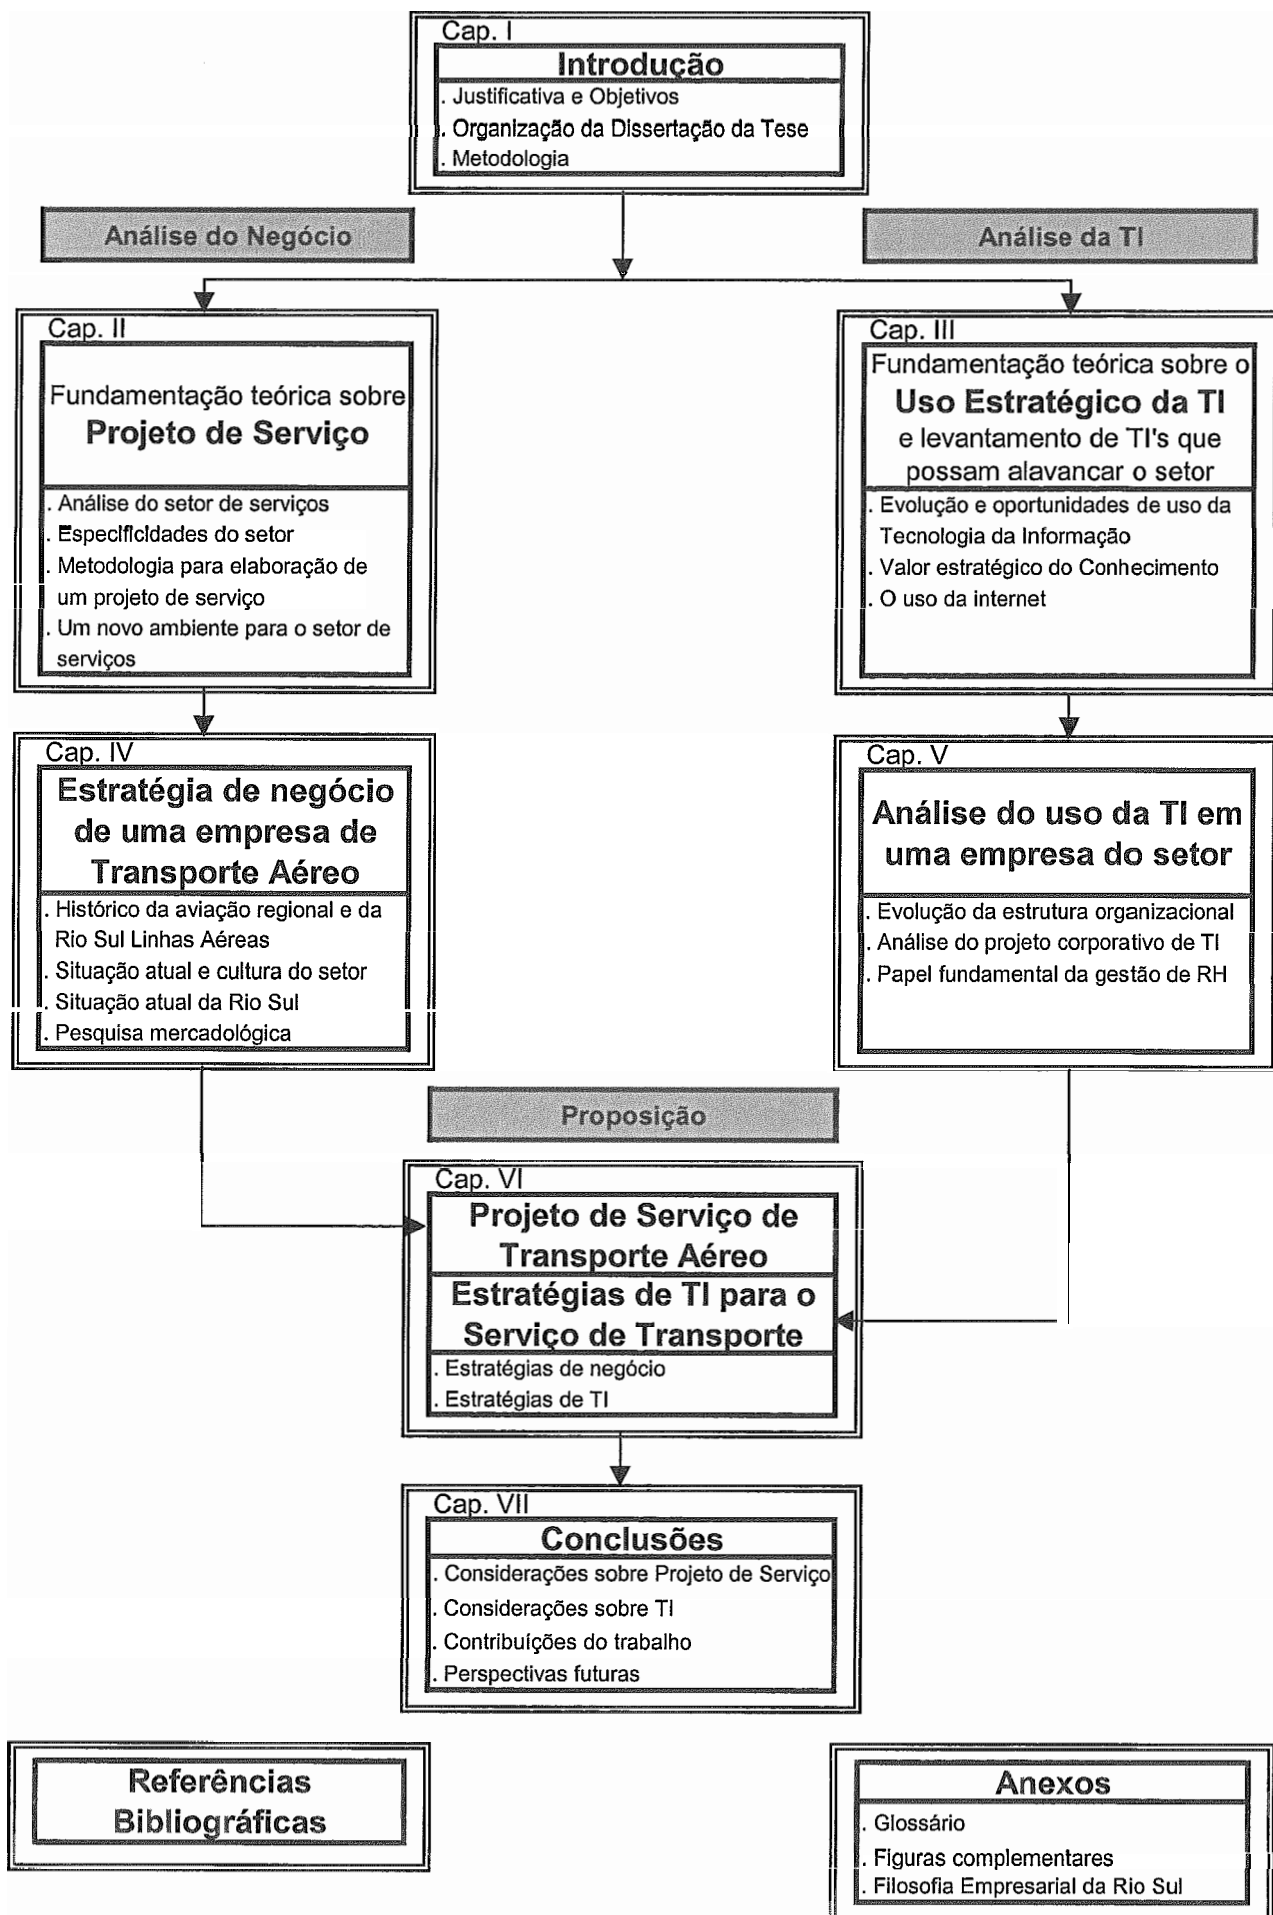 Cap. I
Introdução
. Justificativa e Objetivos
. Organização da Dissertação da Tese
. Metodologia
Análise do Negócio
Análise da TI
Cap. II
Fundamentação teórica sobre
Projeto de Serviço
. Análise do setor de serviços
. Especificidades do setor
. Metodologia para elaboração de
um projeto de serviço
. Um novo ambiente para o setor de
serviços
Cap. III
Fundamentação teórica sobre o
Uso Estratégico da TI
e levantamento de TI's que
possam alavancar o setor
. Evolução e oportunidades de uso da
Tecnologia da Informação
. Valor estratégico do Conhecimento
. O uso da internet
Cap. IV
Estratégia de negócio
de uma empresa de
Transporte Aéreo
. Histórico da aviação regional e da
Rio Sul Linhas Aéreas
. Situação atual e cultura do setor
. Situação atual da Rio Sul
. Pesquisa mercadológica
Cap. V
Análise do uso da TI em
uma empresa do setor
. Evolução da estrutura organizacional
. Análise do projeto corporativo de TI
. Papel fundamental da gestão de RH
Proposição
Cap. VI
Projeto de Serviço de
Transporte Aéreo
Estratégias de TI para o
Serviço de Transporte
. Estratégias de negócio
. Estratégias de TI
Cap. VII
Conclusões
. Considerações sobre Projeto de Serviço
. Considerações sobre TI
. Contribuíções do trabalho
. Perspectivas futuras
Referências
Bibliográficas
Anexos
. Glossário
. Figuras complementares
. Filosofia Empresarial da Rio Sul